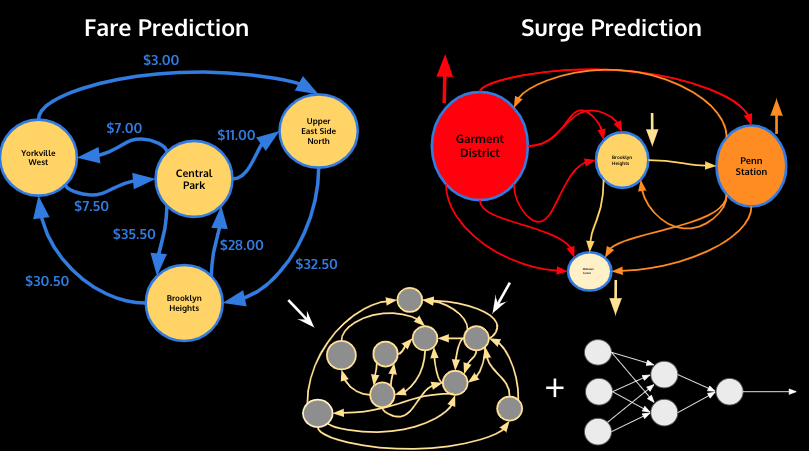 Fare Prediction
Surge Prediction
$3.00
Yorkville
West
$7.00
$7.50
Central
Park
$11.00
Upper
East Side
North
$35.50
$28.00
$32.50
$30.50
Brooklyn
Heights
Garment
District
Brooklyn
Heights
Penn
Station
+